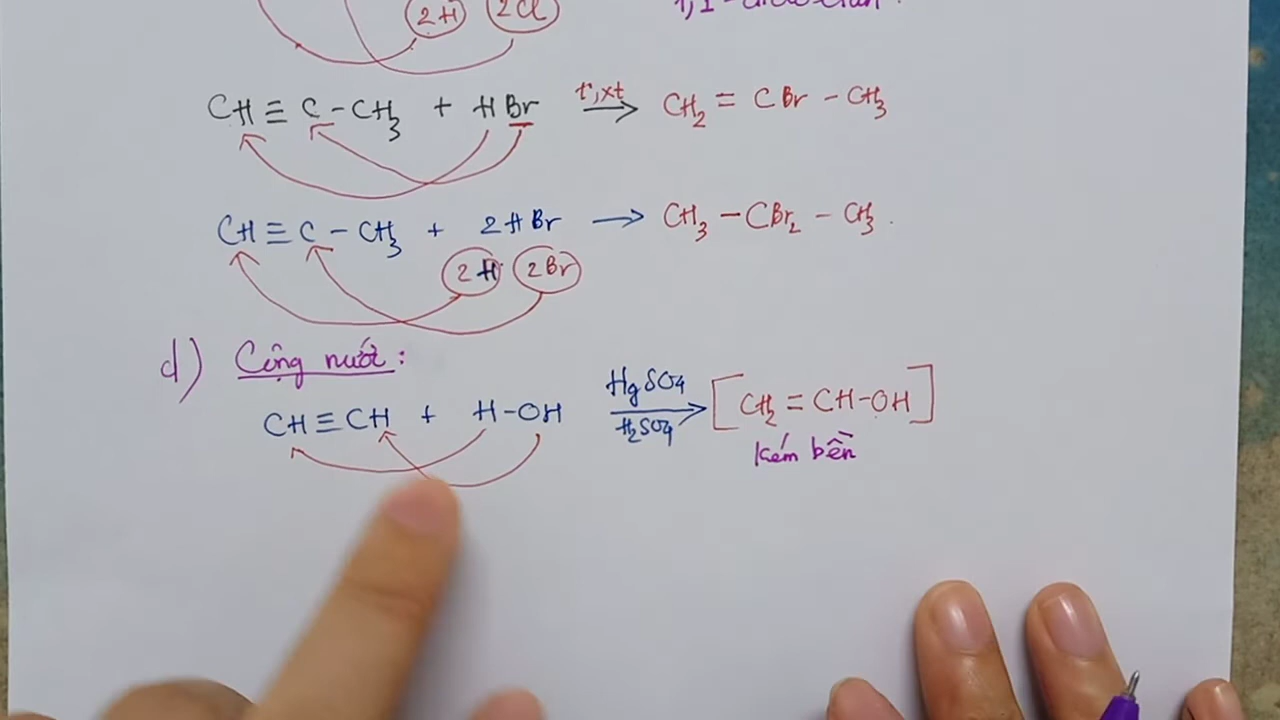 2H 2Cl
CH ≡ C - CH₃ + HBr t°, xt → CH₂ = CBr - CH₃
CH ≡ C - CH₃ + 2HBr → CH₃ - CBr₂ - CH₃.
2H 2Br
d) Cộng nước:
CH ≡ CH + H-OH HgSO₄ H₂SO₄ → [CH₂ = CH-OH]
kém bền